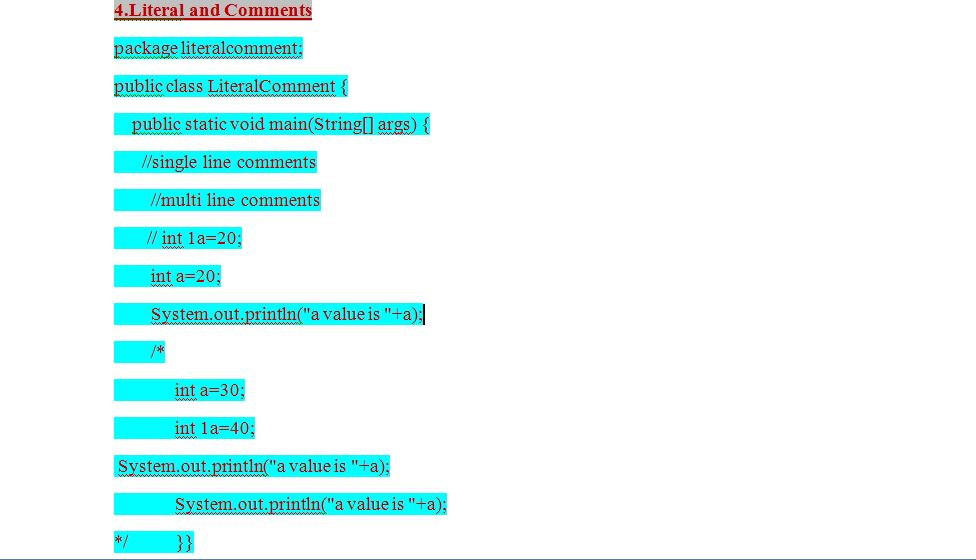 4.Literal and Comments
package literalcomment;
public class LiteralComment {
public static void main(String[] args) {
//single line comments
//multi line comments
// int 1a=20;
int a=20;
System.out.println("a value is "+a);
/*
int a=30;
int 1a=40;
System.out.println("a value is "+a);
System.out.println("a value is "+a);
*/ }}